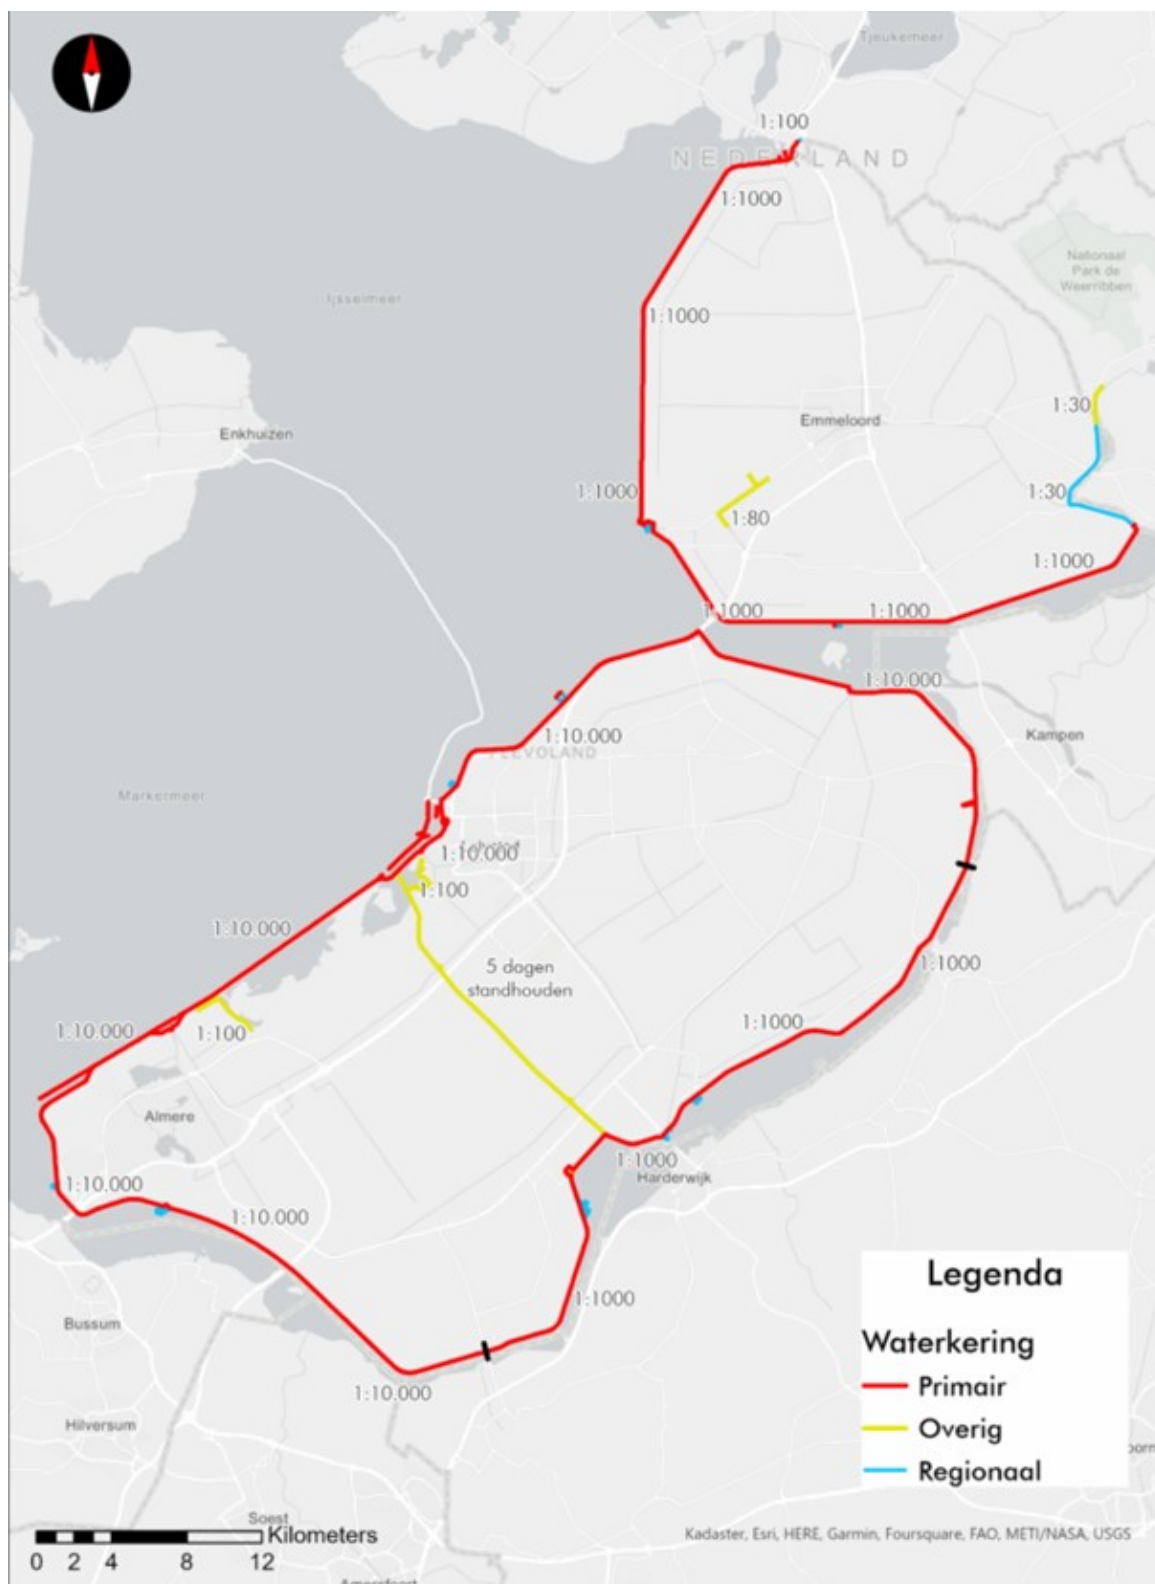 Tjeukemeer
1:100
NEDERLAND
1:1000
Nationaal
Park de
Weerribben
Ijsselmeer
1:1000
1:30
Emmeloord
Enkhuizen
1:1000
1:30
1:80
1:1000
1:1000
1:1000
1:10.000
Kampen
1:10.000
FLEVOLAND
Markermeer
1:10.000
1:100
1:10.000
5 dagen
standhouden
1:1000
1:1000
1:10.000
1:100
Almere
1:1000
Harderwijk
1:10.000
1:10.000
Legenda
1:1000
Bussum
Waterkering
Primair
1:10.000
Overig
Hilversum
Regionaal
Soest
Kilometers
0 2 4 8 12
Kadaster, Esri, HERE, Garmin, Foursquare, FAO, METI/NASA, USGS
Amersfoort